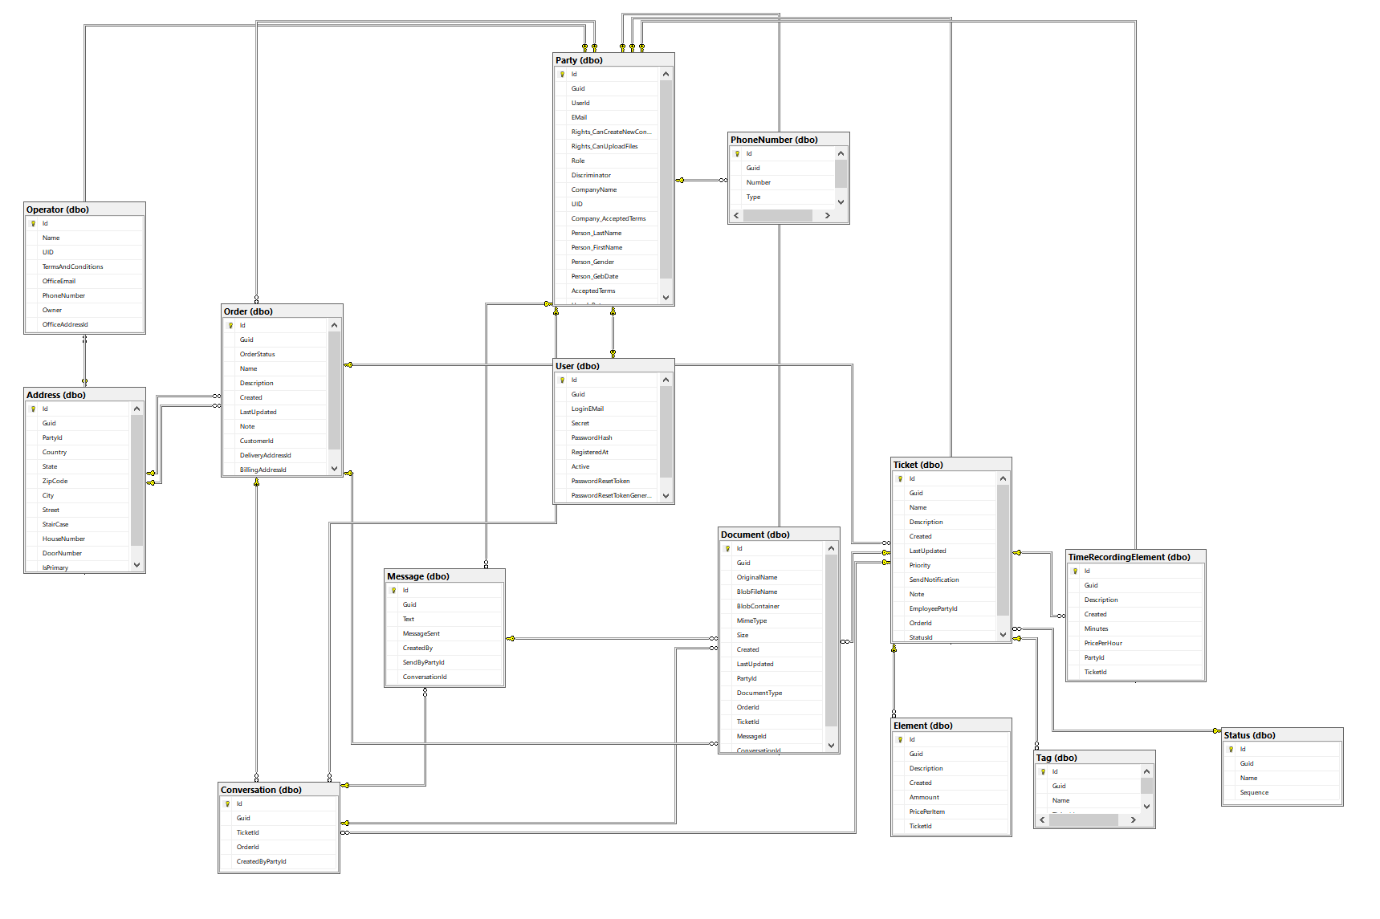 Party (dbo)
Id
Guid
UserId
EMail
Rights_CanCreateNewCon...
Rights_CanUploadFiles
Role
Discriminator
CompanyName
UID
Company_AcceptedTerms
Person_LastName
Person_FirstName
Person_Gender
Person_GebDate
AcceptedTerms
PhoneNumber (dbo)
Id
Guid
Number
Type
Operator (dbo)
Id
Name
UID
TermsAndConditions
OfficeEmail
PhoneNumber
Owner
OfficeAddressId
Order (dbo)
Id
Guid
OrderStatus
Name
Description
Created
LastUpdated
Note
CustomerId
DeliveryAddressId
BillingAddressId
User (dbo)
Id
Guid
LoginEMail
Secret
PasswordHash
RegisteredAt
Active
PasswordResetToken
PasswordResetTokenGener...
Address (dbo)
Id
Guid
PartyId
Country
State
ZipCode
City
Street
StairCase
HouseNumber
DoorNumber
IsPrimary
Ticket (dbo)
Id
Guid
Name
Description
Created
LastUpdated
Priority
SendNotification
Note
EmployeePartyId
OrderId
StatusId
Document (dbo)
Id
Guid
OriginalName
BlobFileName
BlobContainer
MimeType
Size
Created
LastUpdated
PartyId
DocumentType
OrderId
TicketId
MessageId
ConversationId
TimeRecordingElement (dbo)
Id
Guid
Description
Created
Minutes
PricePerHour
PartyId
TicketId
Message (dbo)
Id
Guid
Text
MessageSent
CreatedBy
SendByPartyId
ConversationId
Element (dbo)
Id
Guid
Description
Created
Ammount
PricePerItem
TicketId
Status (dbo)
Id
Guid
Name
Sequence
Tag (dbo)
Id
Guid
Name
Conversation (dbo)
Id
Guid
TicketId
OrderId
CreatedByPartyId